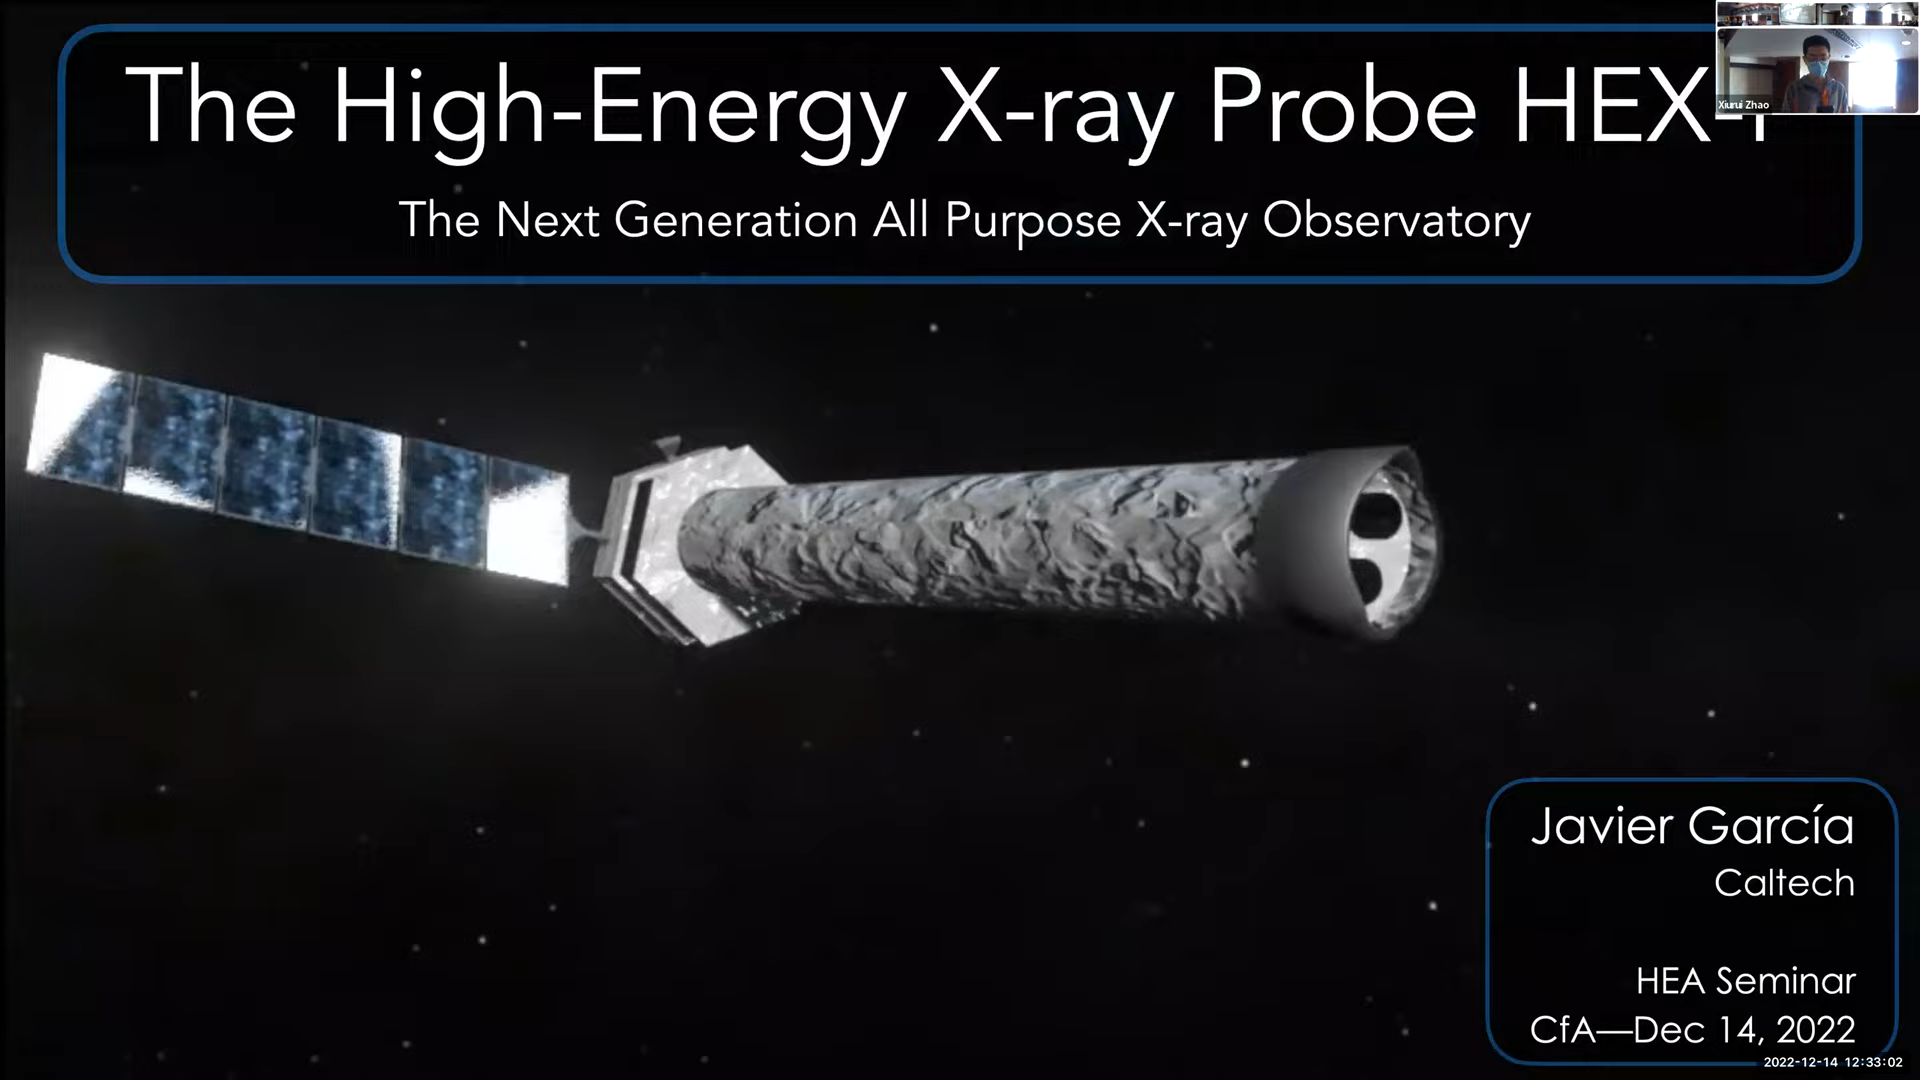 The High-Energy X-ray Probe HEX-
Xiurui Zhao
The Next Generation All Purpose X-ray Observatory
Javier García
Caltech
HEA Seminar
CfA—Dec 14, 2022
2022-12-14 12:33:02